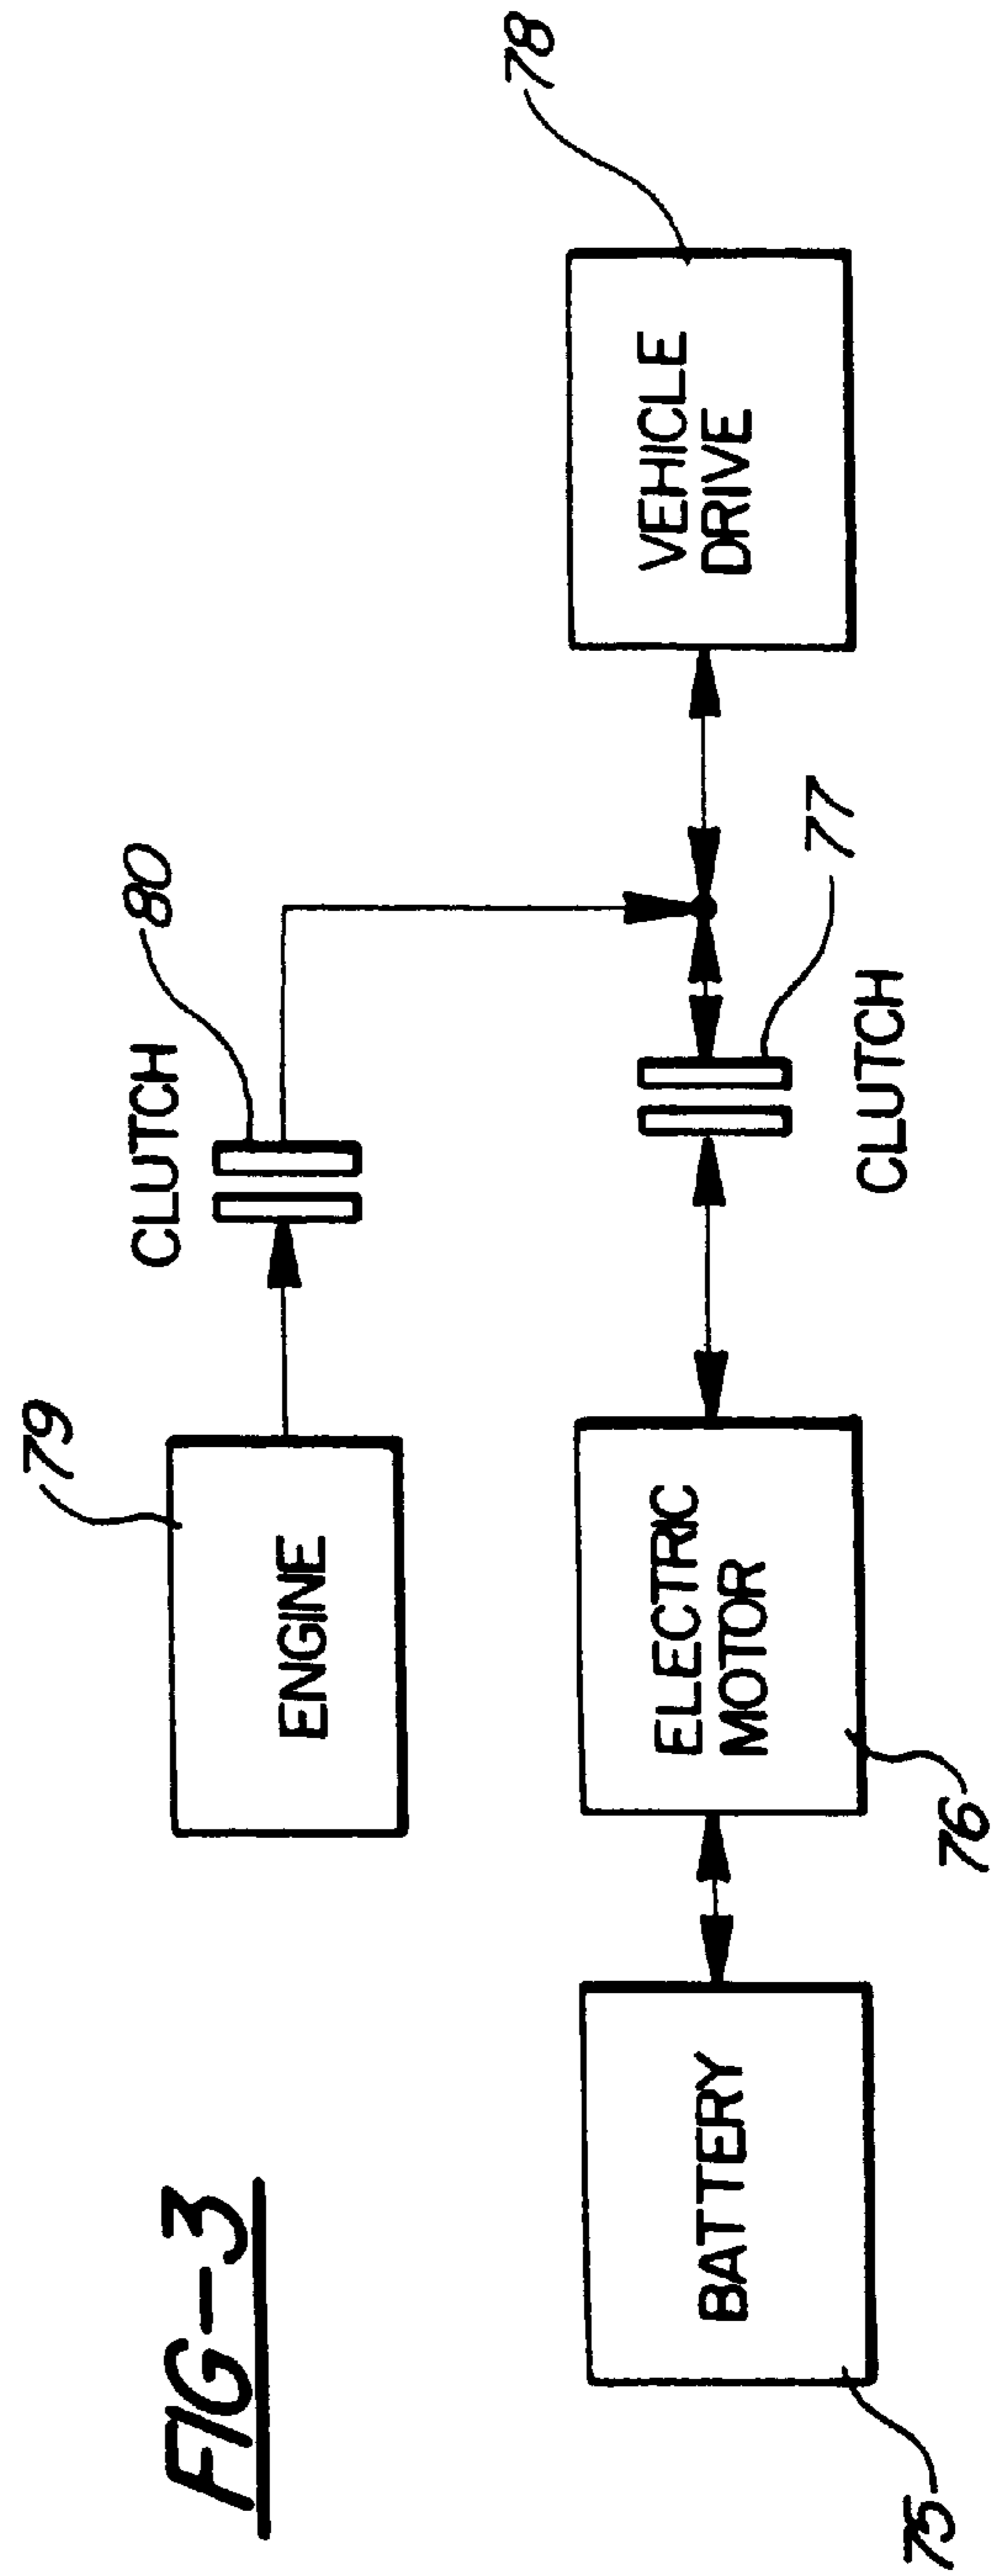 FIG-3
79
ENGINE
CLUTCH
80
78
VEHICLE
DRIVE
77
CLUTCH
ELECTRIC
MOTOR
76
BATTERY
75